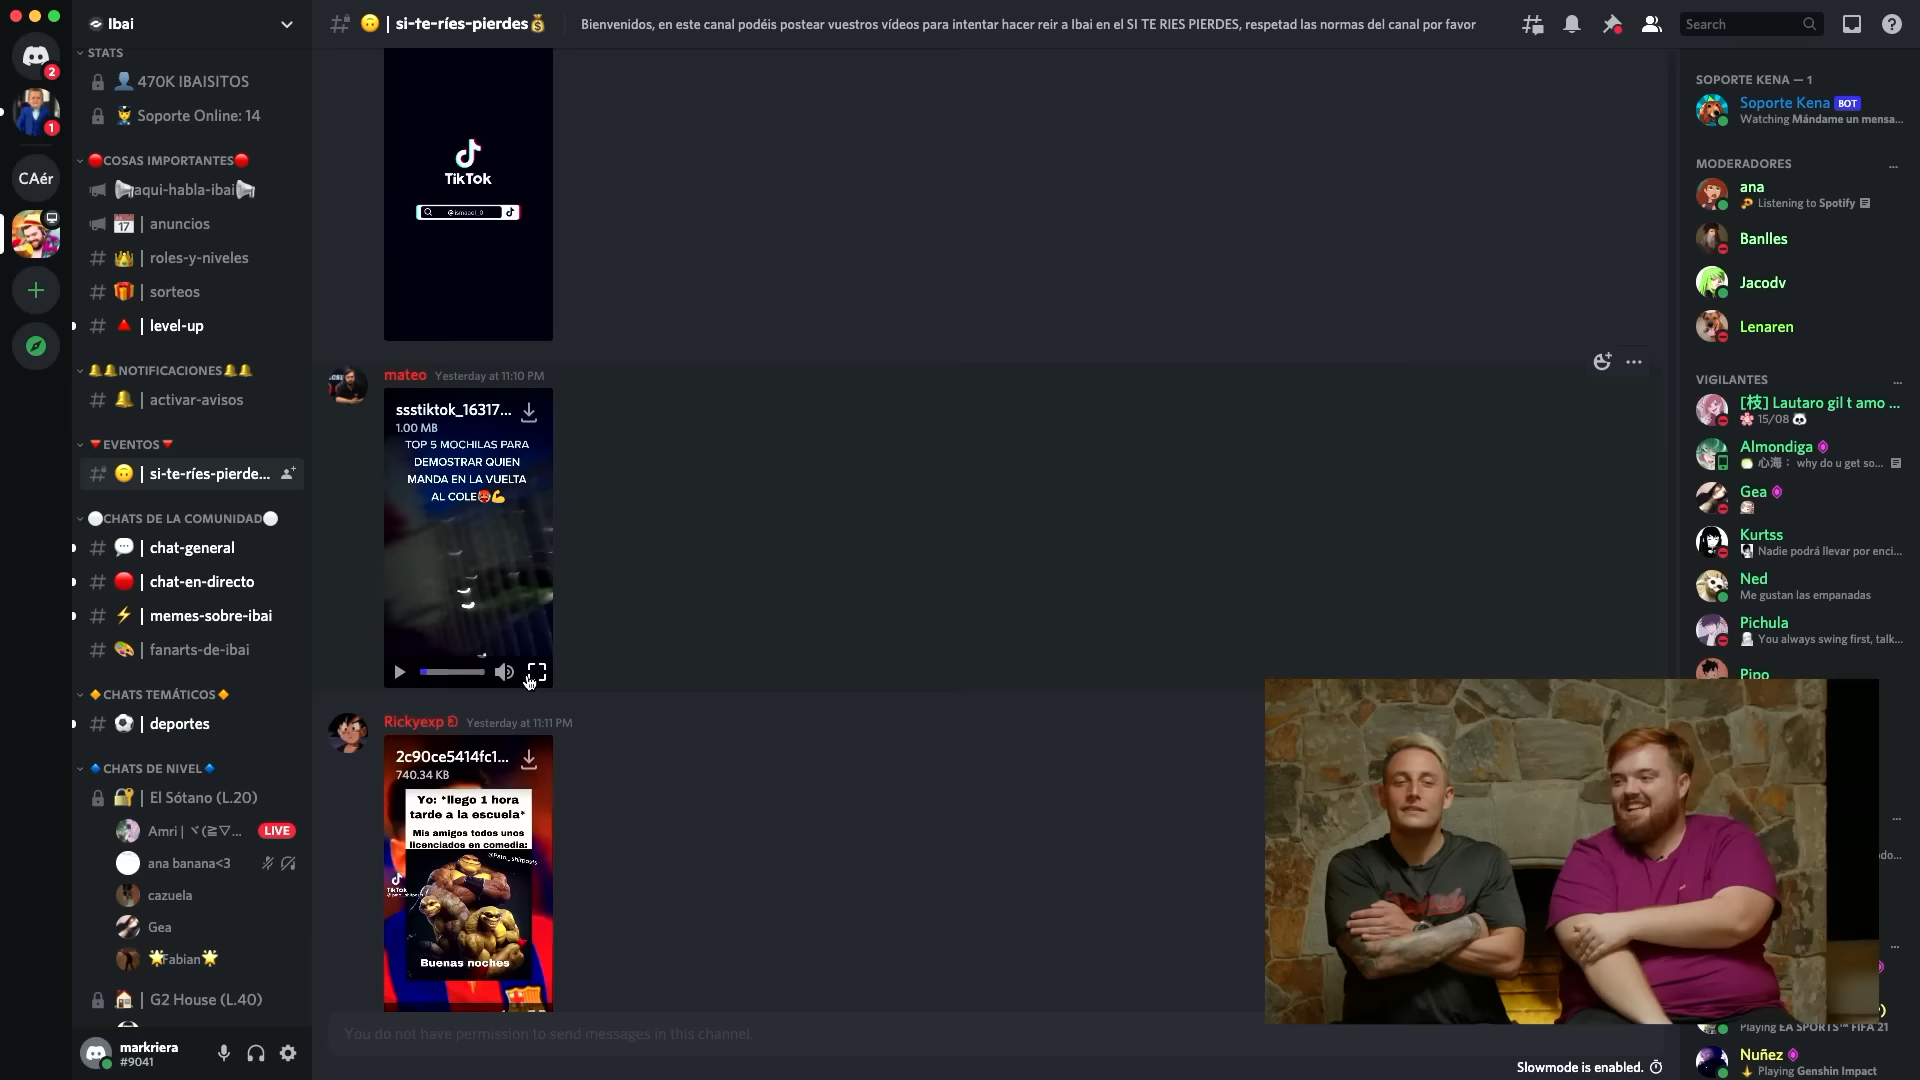 Ibai
si-te-ríes-pierdes
Bienvenidos, en este canal podéis postear vuestros vídeos para intentar hacer reir a Ibai en el SI TE RIES PIERDES, respetad las normas del canal por favor
Search
2
1
CAér
STATS
470K IBAISITOS
Soporte Online: 14
COSAS IMPORTANTES
aqui-habla-ibai
17 | anuncios
| roles-y-niveles
| sorteos
| level-up
NOTIFICACIONES
| activar-avisos
EVENTOS
| si-te-ríes-pierde...
CHATS DE LA COMUNIDAD
| chat-general
| chat-en-directo
| memes-sobre-ibai
| fanarts-de-ibai
CHATS TEMÁTICOS
| deportes
CHATS DE NIVEL
| El Sótano (L.20)
Amri | ヾ(≧▽... LIVE
ana banana<3
cazuela
Gea
Fabian
| G2 House (L.40)
markriera
#9041
TikTok
mateo Yesterday at 11:10 PM
ssstiktok_16317...
1.00 MB
TOP 5 MOCHILAS PARA
DEMOSTRAR QUIEN
MANDA EN LA VUELTA
AL COLE
Rickyexp Yesterday at 11:11 PM
2c90ce5414fc1...
740.34 KB
Yo: *llego 1 hora
tarde a la escuela*
Mis amigos todos unos
licenciados en comedia:
TikTok
Buenas noches
You do not have permission to send messages in this channel.
Slowmode is enabled.
SOPORTE KENA — 1
Soporte Kena BOT
Watching Mándame un mensa...
MODERADORES
ana
Listening to Spotify
Banlles
Jacodv
Lenaren
VIGILANTES
[枝] Lautaro gil t amo ...
15/08
Almondiga
心海： why do u get so...
Gea
Kurtss
Nadie podrá llevar por enci...
Ned
Me gustan las empanadas
Pichula
You always swing first, talk...
Pipo
do...
Playing EA SPORTS™ FIFA 21
Nuñez
Playing Genshin Impact